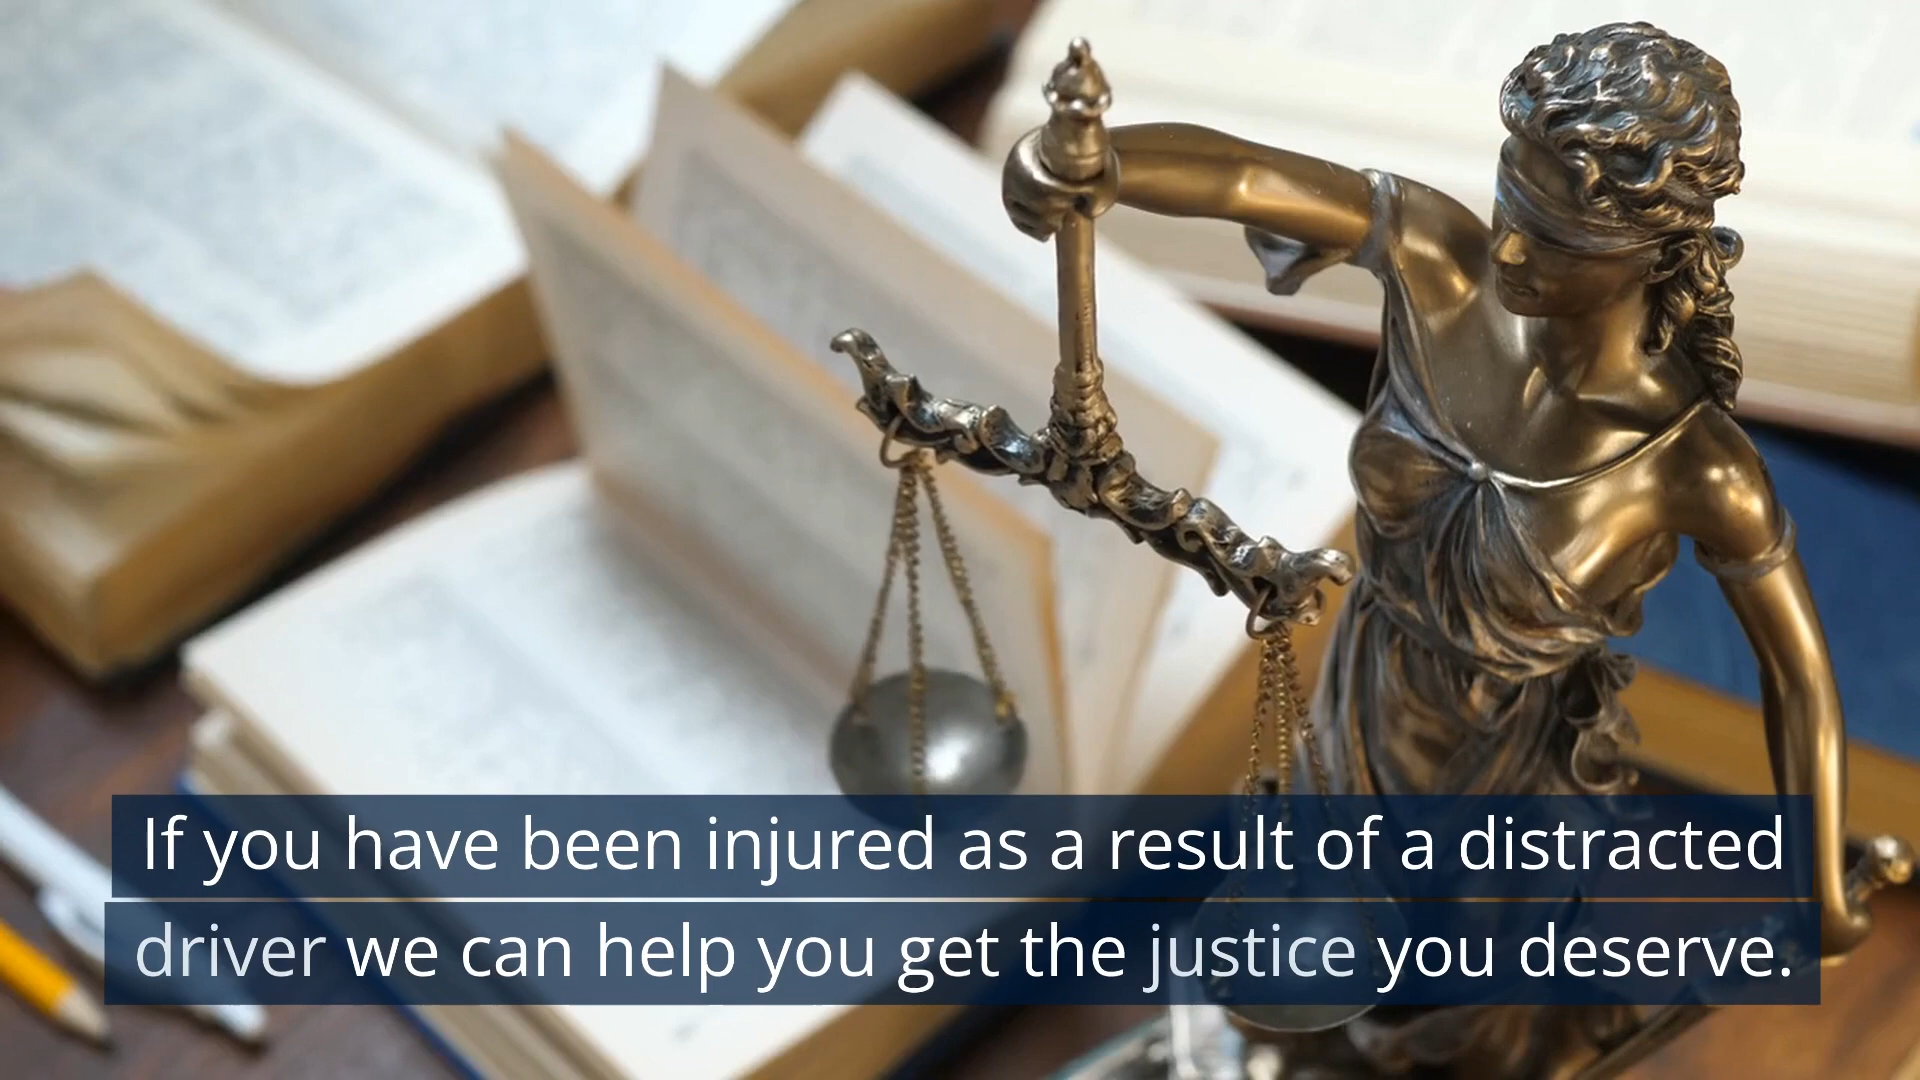 If you have been injured as a result of a distracted
driver we can help you get the justice you deserve.